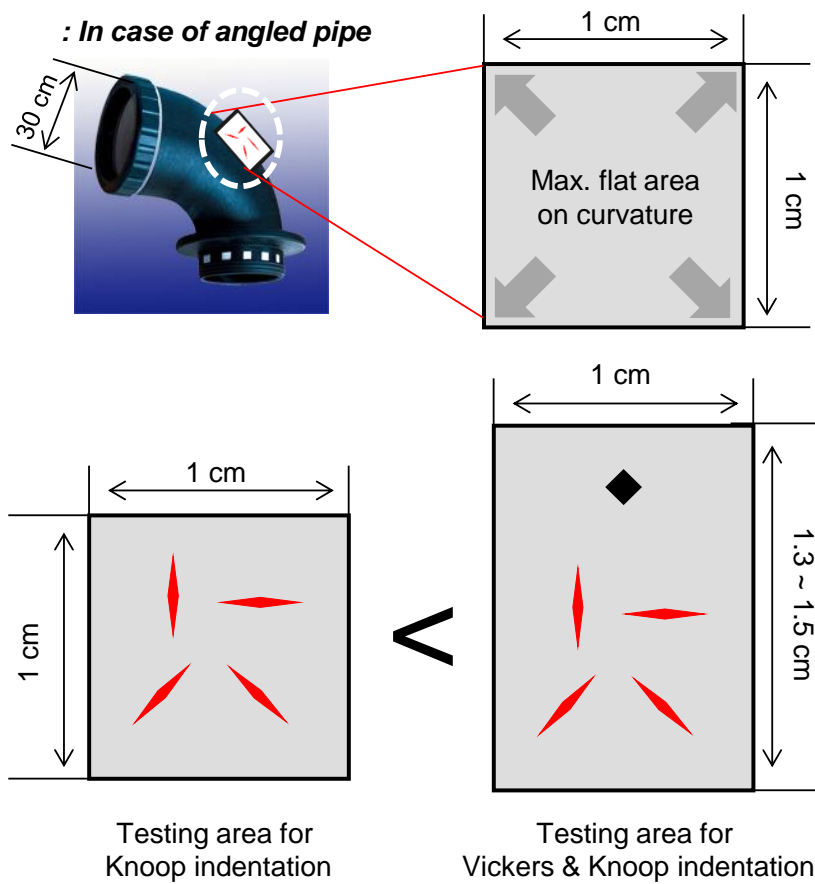 : In case of angled pipe
30 cm
1 cm
1 cm
Max. flat area
on curvature
1 cm
1 cm
<
1 cm
1.3 ~ 1.5 cm
Testing area for
Knoop indentation
Testing area for
Vickers & Knoop indentation